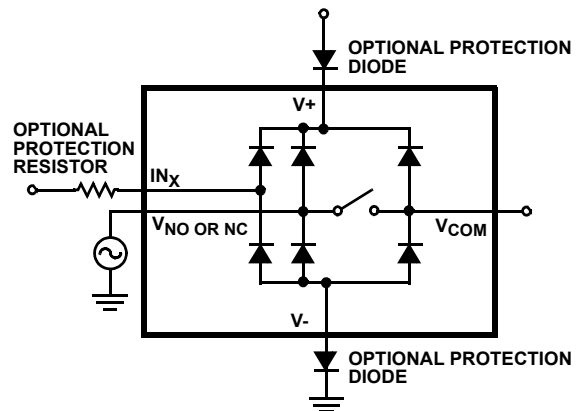 OPTIONAL PROTECTION
DIODE
V+
OPTIONAL
PROTECTION
RESISTOR
INX
VNO OR NC
VCOM
V-
OPTIONAL PROTECTION
DIODE